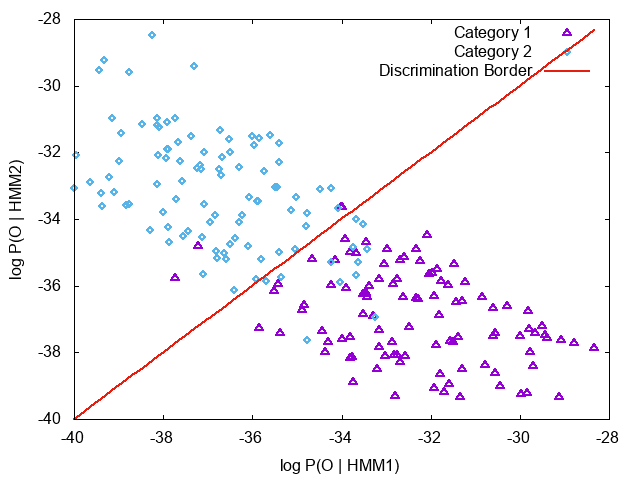 Category 1
Category 2
Discrimination Border
-28
-30
-32
-34
-36
-38
-40
log P(O | HMM2)
-40 -38 -36 -34 -32 -30 -28
log P(O | HMM1)